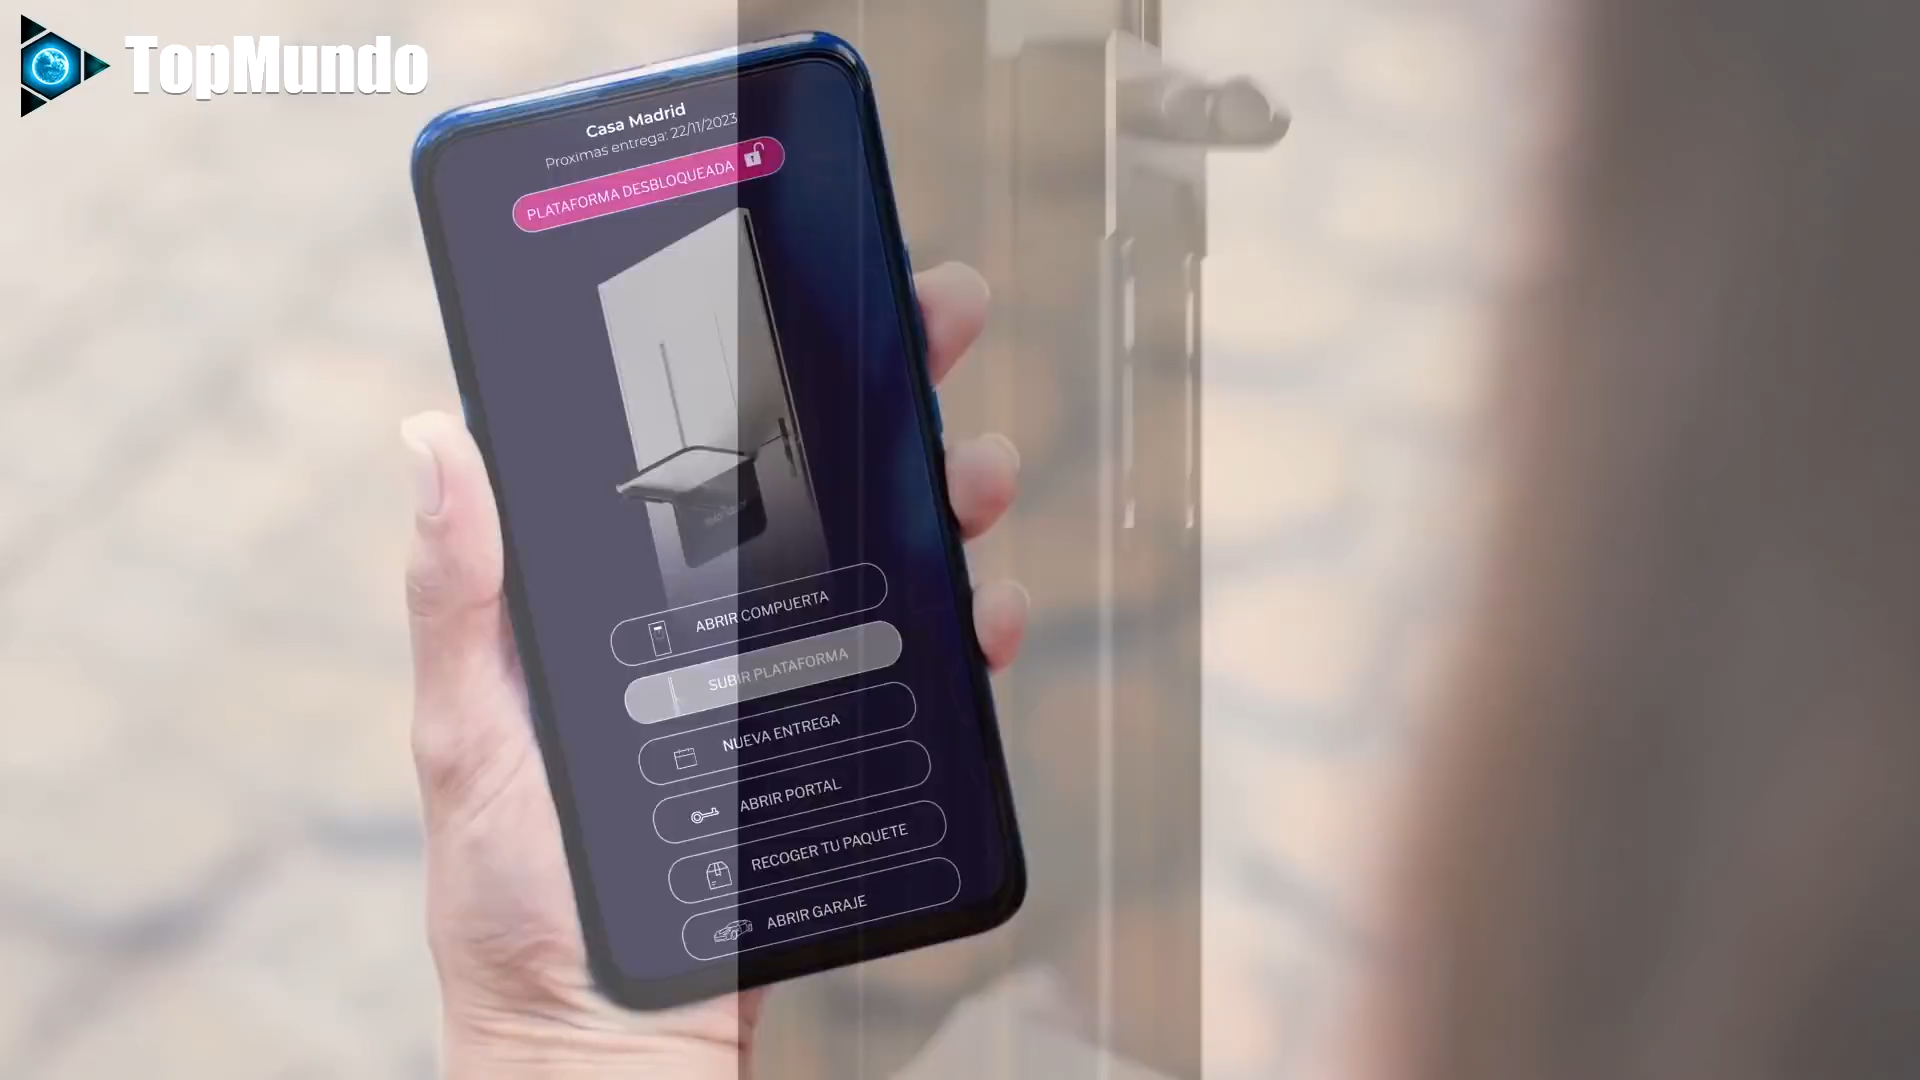 TopMundo
Casa Madrid
Proximas entrega: 22/11/2023
PLATAFORMA DESBLOQUEADA
ABRIR COMPUERTA
SUBIR PLATAFORMA
NUEVA ENTREGA
ABRIR PORTAL
RECOGER TU PAQUETE
ABRIR GARAJE